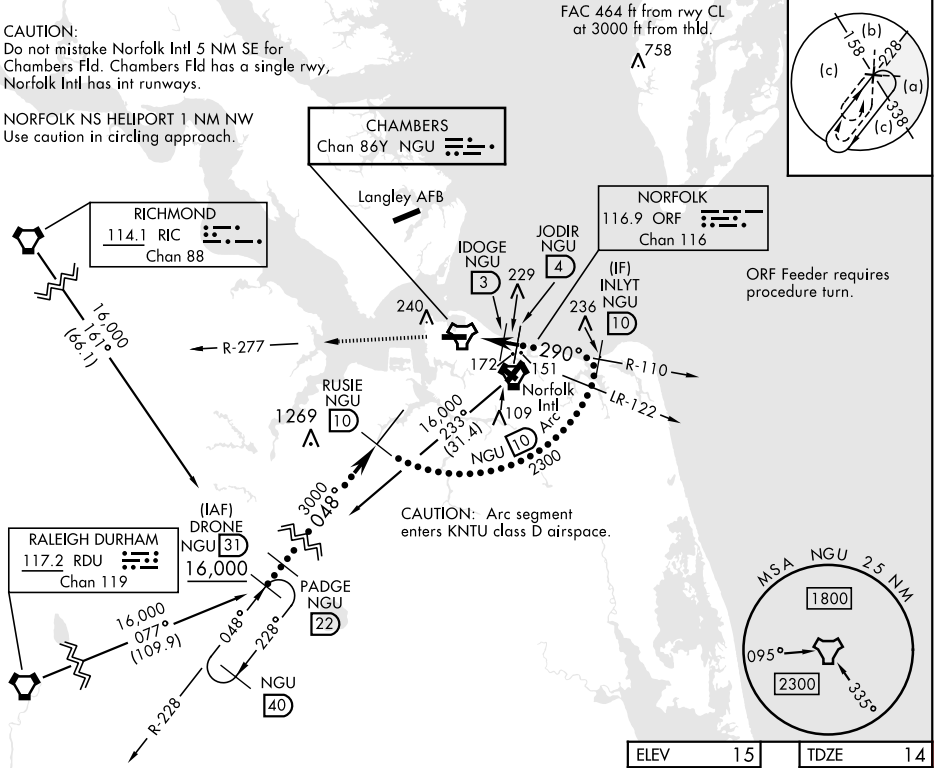 CAUTION:
Do not mistake Norfolk Intl 5 NM SE for
Chambers Fld. Chambers Fld has a single rwy,
Norfolk Intl has int runways.
NORFOLK NS HELIPORT 1 NM NW
Use caution in circling approach.
FAC 464 ft from rwy CL
at 3000 ft from thld.
758
(b)
158
228
(c)
(a)
338
(c)
CHAMBERS
Chan 86Y NGU
Langley AFB
RICHMOND
114.1 RIC
Chan 88
NORFOLK
116.9 ORF
Chan 116
IDOGE
NGU
3
JODIR
NGU
4
229
(IF)
INLYT
NGU
10
236
ORF Feeder requires
procedure turn.
240
16,000
161°
(66.1)
R-277
290°
R-110
172
151
Norfolk
Intl
LR-122
109
RUSIE
NGU
10
1269
16,000
233°
(31.4)
NGU 10 Arc
2300
3000
048°
CAUTION: Arc segment
enters KNTU class D airspace.
(IAF)
DRONE
NGU 31
16,000
RALEIGH DURHAM
117.2 RDU
Chan 119
PADGE
NGU
22
16,000
077°
(109.9)
048°
228°
NGU
40
R-228
MSA NGU 25 NM
1800
095°
2300
335°
ELEV 15
TDZE 14